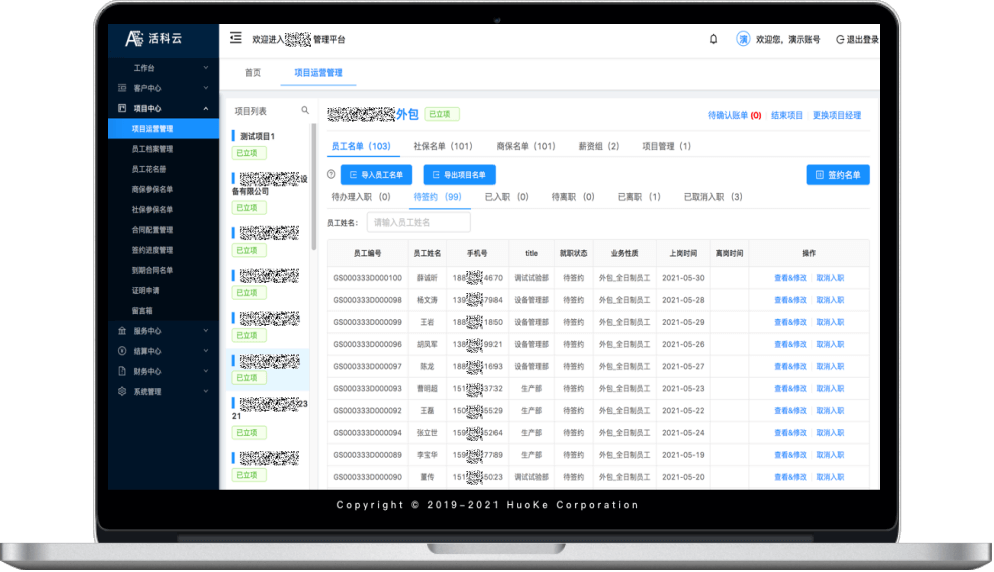 活科云
欢迎进入 管理平台
欢迎您，演示账号
退出登录
工作台
客户中心
项目中心
项目运营管理
员工档案管理
员工花名册
商保参保名单
社保参保名单
合同配置管理
签约进度管理
到期合同名单
证明申请
留言箱
服务中心
结算中心
财务中心
系统管理
首页
项目运营管理
项目列表
测试项目1
已立项
设
备有限公司
已立项
已立项
已立项
已立项
已立项
23
21
已立项
已立项
外包 已立项
待确认账单 (0) 结束项目 更换项目经理
员工名单 (103) 社保名单 (101) 商保名单 (101) 薪资组 (2) 项目管理 (1)
导入员工名单 导出项目名单 签约名单
待办理入职 (0) 待签约 (99) 已入职 (0) 待离职 (0) 已离职 (1) 已取消入职 (3)
员工姓名: 请输入员工姓名
员工编号 员工姓名 手机号 title 就职状态 业务性质 上岗时间 离岗时间 操作
GS000333D000100 薛诚昕 188 4670 调试试验部 待签约 外包_全日制员工 2021-05-30 查看&修改 取消入职
GS000333D000098 杨文涛 139 7984 设备管理部 待签约 外包_全日制员工 2021-05-28 查看&修改 取消入职
GS000333D000099 王岩 188 1850 设备管理部 待签约 外包_全日制员工 2021-05-29 查看&修改 取消入职
GS000333D000096 胡凤军 138 9921 设备管理部 待签约 外包_全日制员工 2021-05-26 查看&修改 取消入职
GS000333D000097 陈龙 188 1693 设备管理部 待签约 外包_全日制员工 2021-05-27 查看&修改 取消入职
GS000333D000093 曹明超 151 3732 生产部 待签约 外包_全日制员工 2021-05-23 查看&修改 取消入职
GS000333D000092 王磊 150 5529 生产部 待签约 外包_全日制员工 2021-05-22 查看&修改 取消入职
GS000333D000094 张立世 159 5264 生产部 待签约 外包_全日制员工 2021-05-24 查看&修改 取消入职
GS000333D000089 李宝华 159 7789 生产部 待签约 外包_全日制员工 2021-05-19 查看&修改 取消入职
GS000333D000090 董传 151 5023 调试试验部 待签约 外包_全日制员工 2021-05-20 查看&修改 取消入职
Copyright © 2019-2021 HuoKe Corporation